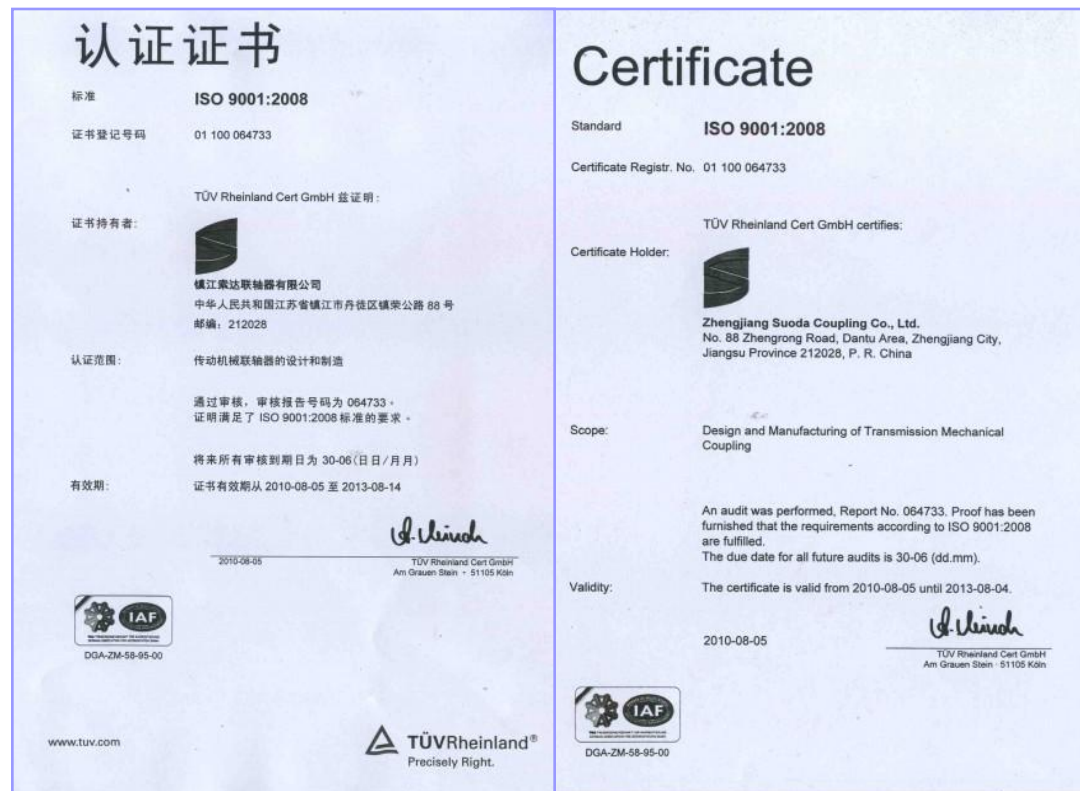 认证证书
标准
ISO 9001:2008
证书登记号码
01 100 064733
TÜV Rheinland Cert GmbH 兹证明:
证书持有者:
镇江索达联轴器有限公司
中华人民共和国江苏省镇江市丹徒区镇荣公路 88 号
邮编: 212028
认证范围:
传动机械联轴器的设计和制造
通过审核, 审核报告号码为 064733。
证明满足了 ISO 9001:2008 标准的要求。
将来所有审核到期日为 30-06(日日/月月)
有效期:
证书有效期从 2010-08-05 至 2013-08-14
2010-08-05
TÜV Rheinland Cert GmbH
Am Grauen Stein · 51105 Köln
IAF
DGA-ZM-58-95-00
www.tuv.com
TÜVRheinland®
Precisely Right.
Certificate
Standard
ISO 9001:2008
Certificate Registr. No.
01 100 064733
TÜV Rheinland Cert GmbH certifies:
Certificate Holder:
Zhengjiang Suoda Coupling Co., Ltd.
No. 88 Zhengrong Road, Dantu Area, Zhengjiang City,
Jiangsu Province 212028, P. R. China
Scope:
Design and Manufacturing of Transmission Mechanical
Coupling
An audit was performed, Report No. 064733. Proof has been
furnished that the requirements according to ISO 9001:2008
are fulfilled.
The due date for all future audits is 30-06 (dd.mm).
Validity:
The certificate is valid from 2010-08-05 until 2013-08-04.
2010-08-05
TÜV Rheinland Cert GmbH
Am Grauen Stein · 51105 Köln
IAF
DGA-ZM-58-95-00